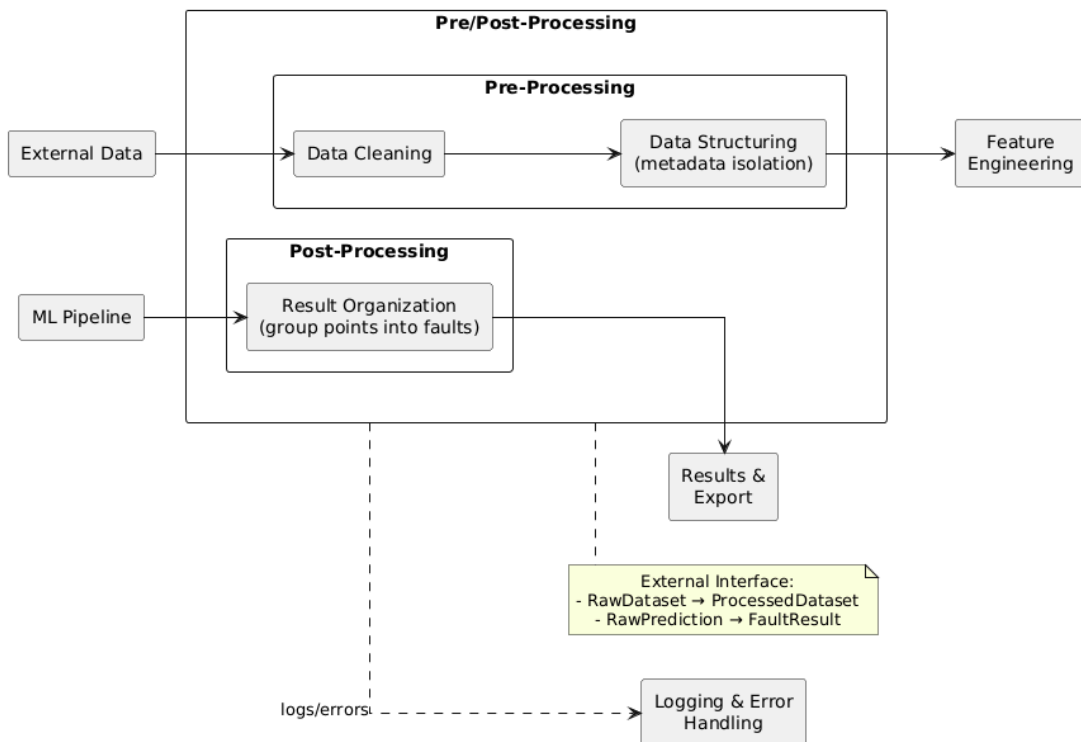 Pre/Post-Processing
Pre-Processing
External Data
Data Cleaning
Data Structuring
(metadata isolation)
Feature
Engineering
Post-Processing
ML Pipeline
Result Organization
(group points into faults)
Results &
Export
External Interface:
- RawDataset → ProcessedDataset
- RawPrediction → FaultResult
logs/errors
Logging & Error
Handling